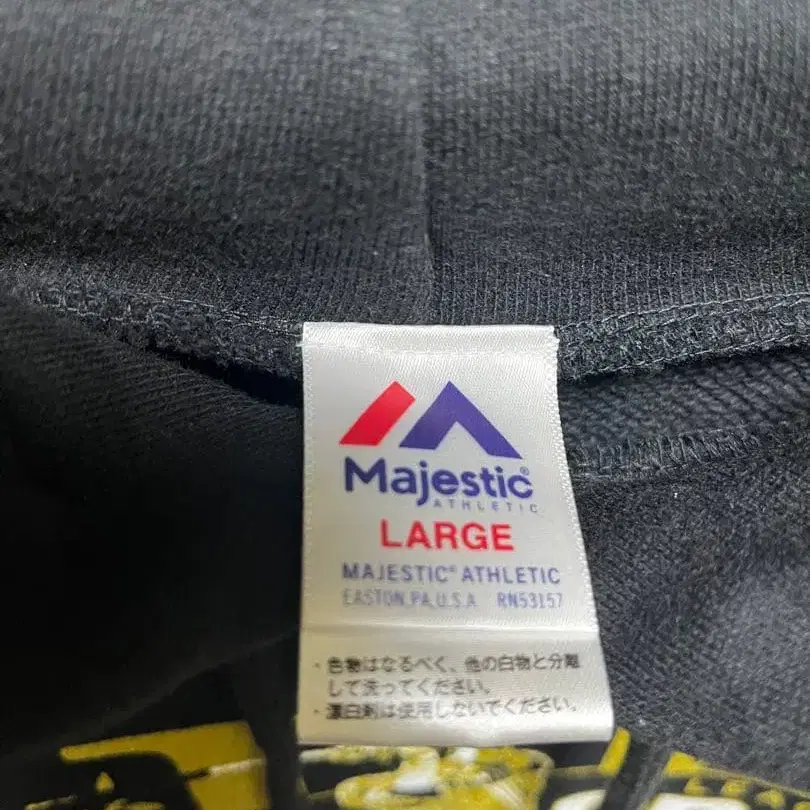 Majestic®
ATHLETIC
LARGE
MAJESTIC® ATHLETIC
EASTON,PA,U.S.A RN53157
・色物はなるべく、他の白物と分離
して洗ってください。
・漂白剤は使用しないでください。